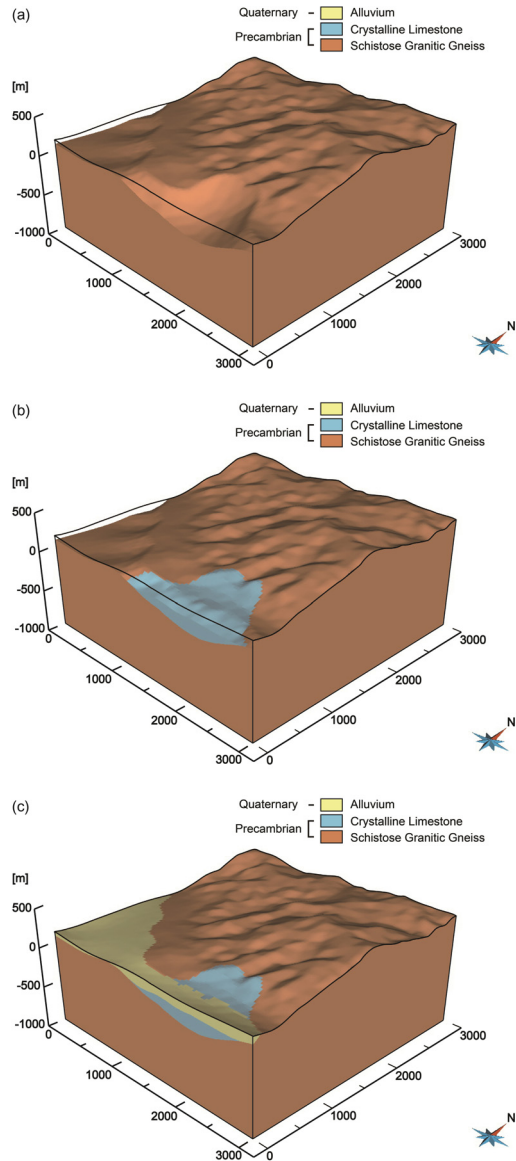 (a)
Quaternary – Alluvium
Precambrian Crystalline Limestone
Schistose Granitic Gneiss
[m]
500
0
-500
-1000
0
1000
2000
3000
0
1000
2000
3000
N
(b)
Quaternary – Alluvium
Precambrian Crystalline Limestone
Schistose Granitic Gneiss
[m]
500
0
-500
-1000
0
1000
2000
3000
0
1000
2000
3000
N
(c)
Quaternary – Alluvium
Precambrian Crystalline Limestone
Schistose Granitic Gneiss
[m]
500
0
-500
-1000
0
1000
2000
3000
0
1000
2000
3000
N